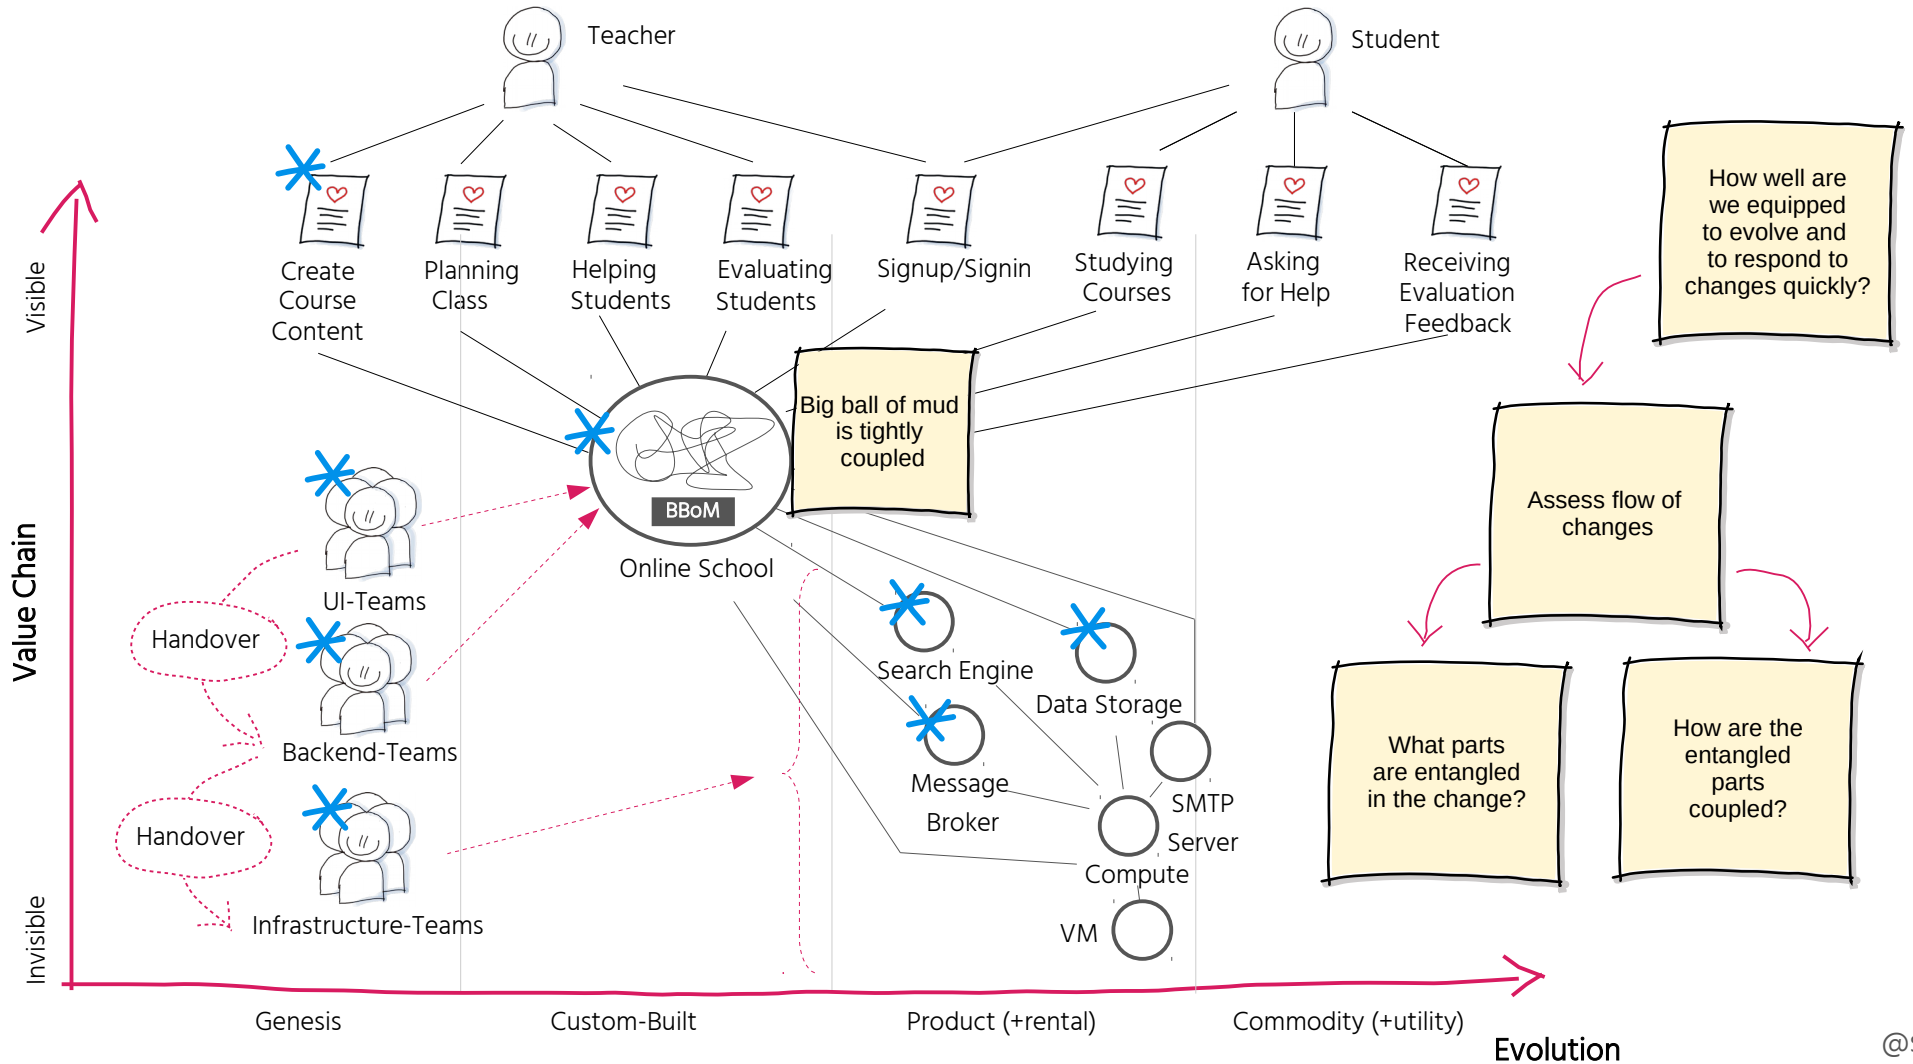 Teacher
Student
How well are
we equipped
to evolve and
to respond to
changes quickly?
Visible
Create
Course
Content
Planning
Class
Helping
Students
Evaluating
Students
Signup/Signin
Studying
Courses
Asking
for Help
Receiving
Evaluation
Feedback
Big ball of mud
is tightly
coupled
BBoM
Online School
Assess flow of
changes
Value Chain
UI-Teams
Handover
Backend-Teams
Handover
Infrastructure-Teams
Search Engine
Data Storage
Message
Broker
SMTP
Server
Compute
VM
What parts
are entangled
in the change?
How are the
entangled
parts
coupled?
Invisible
Genesis
Custom-Built
Product (+rental)
Commodity (+utility)
Evolution